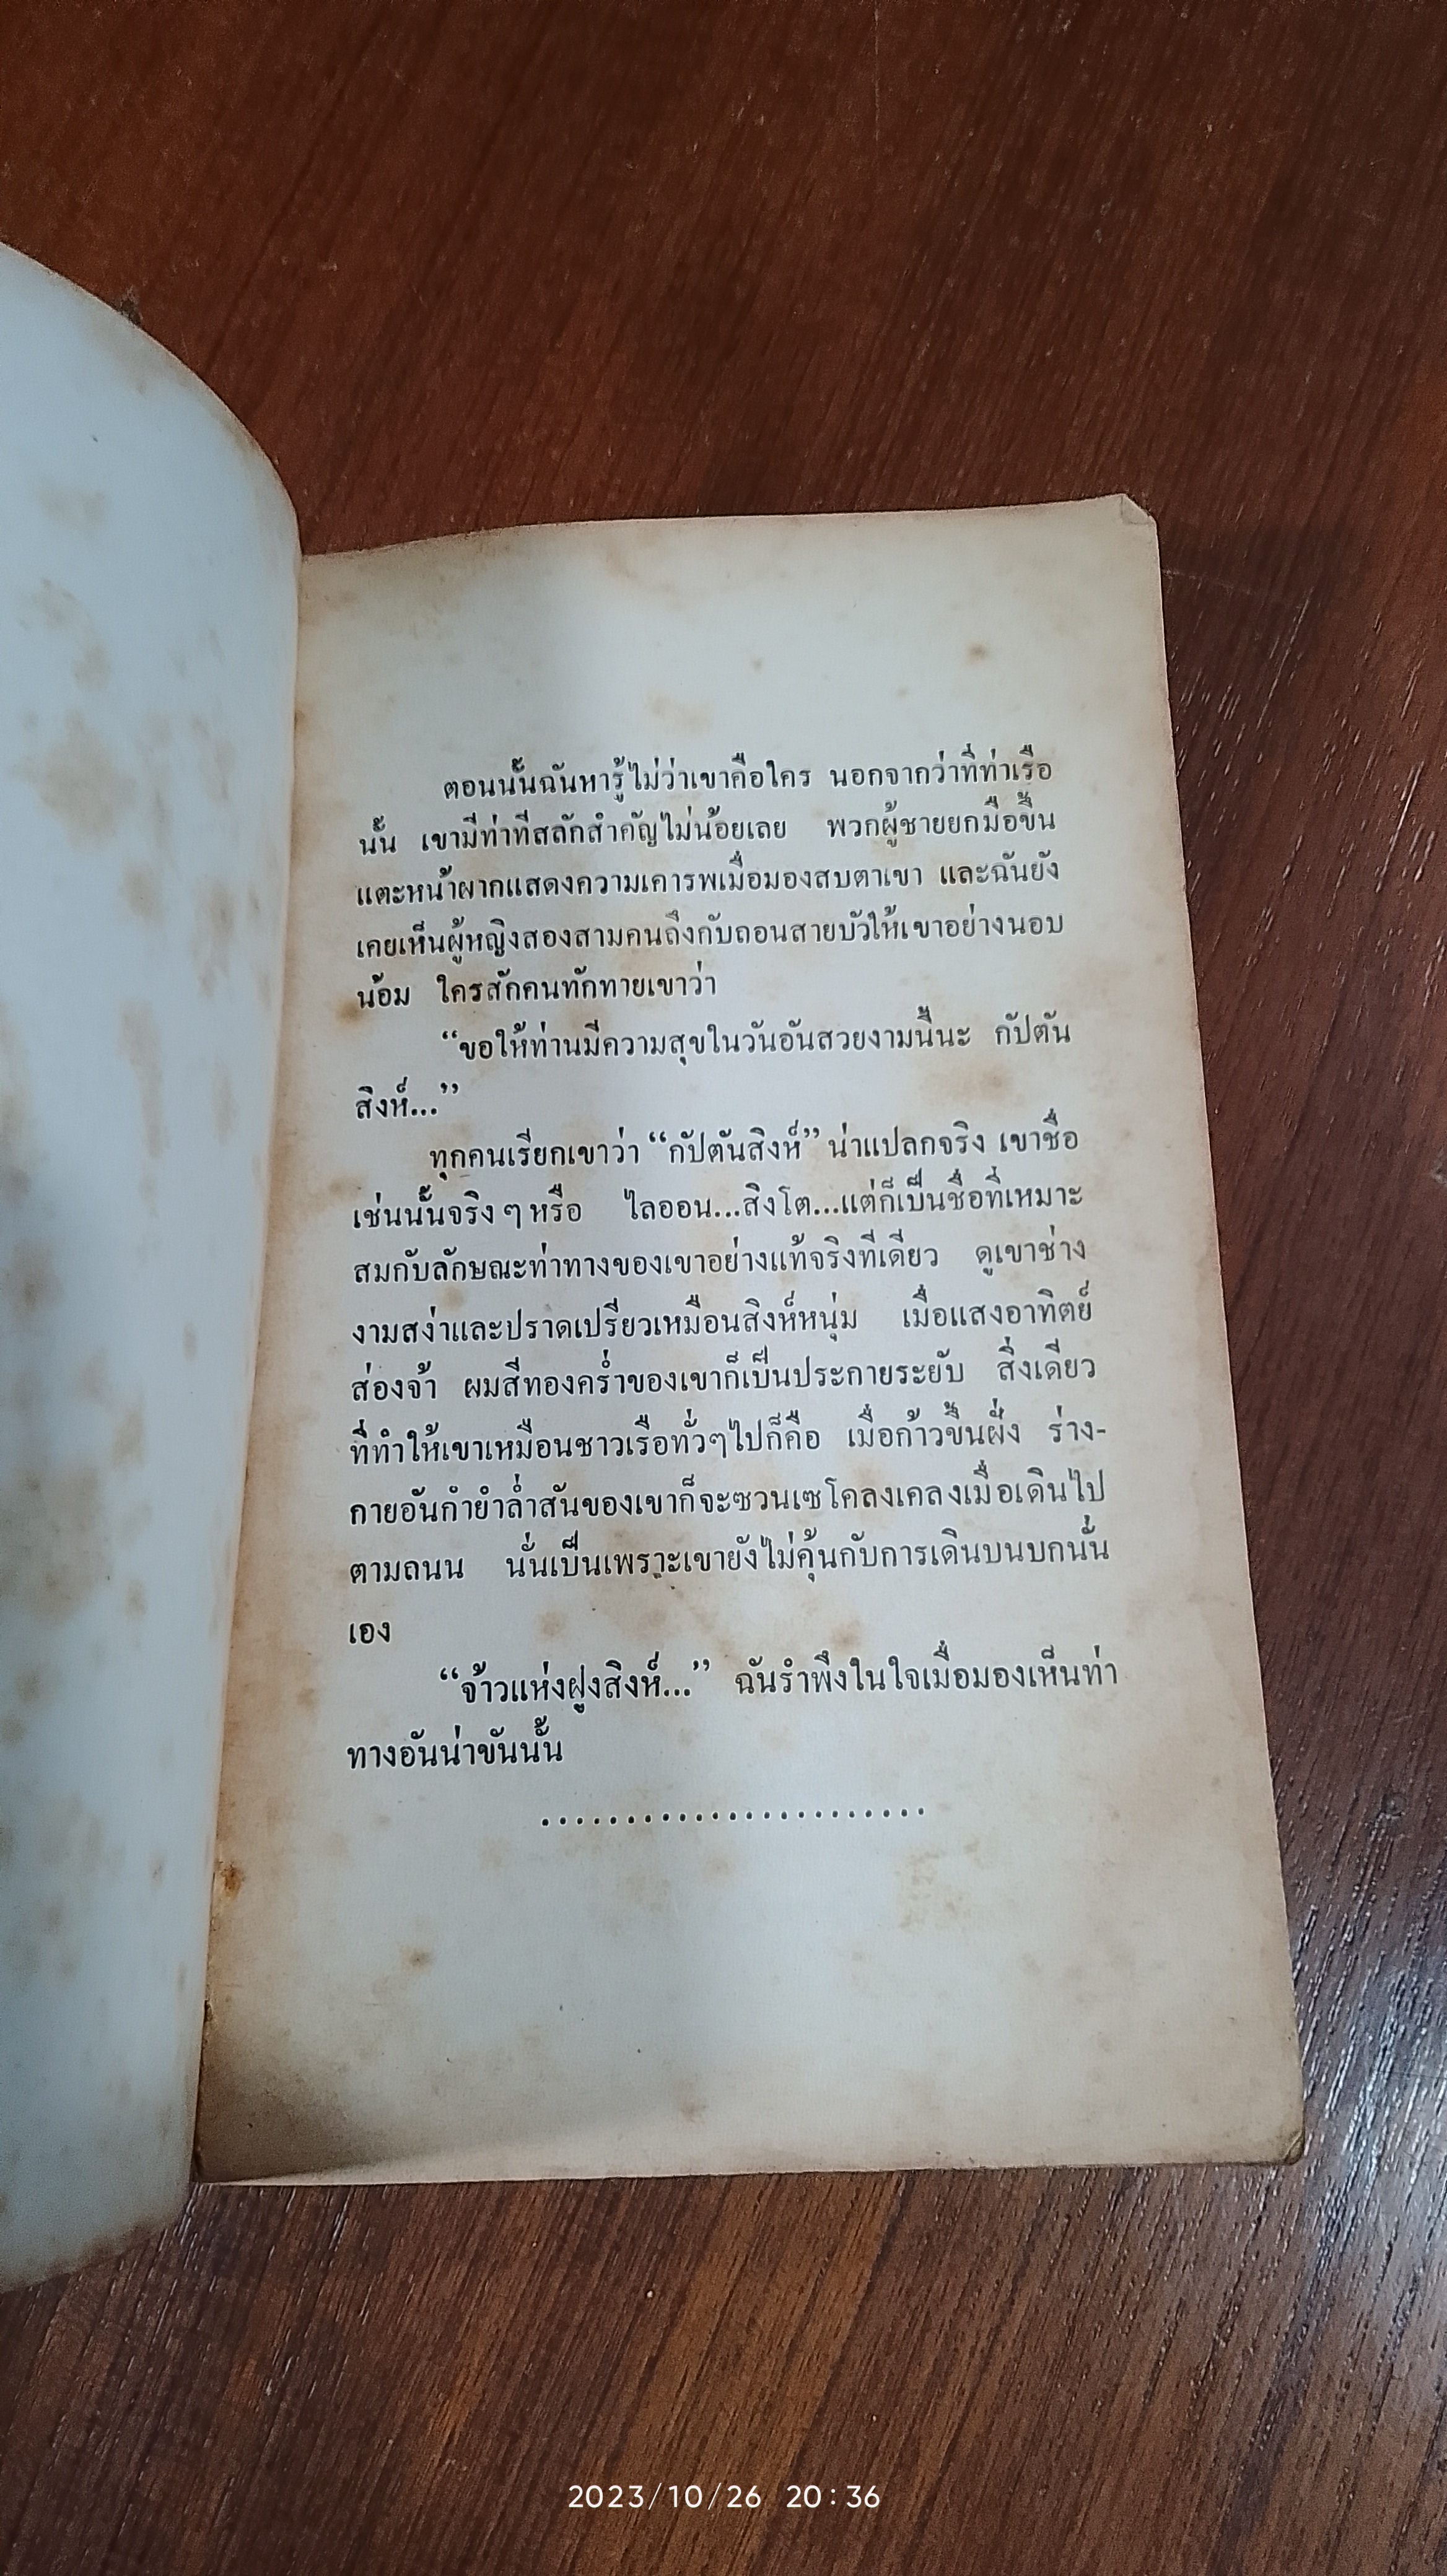 ตอนนั้นฉันหารู้ไม่ว่าเขาคือใคร นอกจากว่าที่ท่าเรือ
นั้น เขามีท่าทีสลักสำคัญไม่น้อยเลย พวกผู้ชายยกมือขึ้น
แตะหน้าผากแสดงความเคารพเมื่อมองสบตาเขา และฉันยัง
เคยเห็นผู้หญิงสองสามคนถึงกับถอนสายบัวให้เขาอย่างนอบ
น้อม ใครสักคนทักทายเขาว่า
“ขอให้ท่านมีความสุขในวันอันสวยงามนี้นะ กัปตัน
สิงห์...”
ทุกคนเรียกเขาว่า “กัปตันสิงห์” น่าแปลกจริง เขาชื่อ
เช่นนั้นจริง ๆ หรือ ไลออน...สิงโต...แต่ก็เป็นชื่อที่เหมาะ
สมกับลักษณะท่าทางของเขาอย่างแท้จริงทีเดียว ดูเขาช่าง
งามสง่าและปราดเปรียวเหมือนสิงห์หนุ่ม เมื่อแสงอาทิตย์
ส่องจ้า ผมสีทองคร่ำของเขาก็เป็นประกายระยับ สิ่งเดียว
ที่ทำให้เขาเหมือนชาวเรือทั่วๆไปก็คือ เมื่อก้าวขึ้นฝั่ง ร่าง-
กายอันกำยำล่ำสันของเขาก็จะซวนเซโคลงเคลงเมื่อเดินไป
ตามถนน นั่นเป็นเพราะเขายังไม่คุ้นกับการเดินบนบกนั่น
เอง
“จ้าวแห่งฝูงสิงห์...” ฉันรำพึงในใจเมื่อมองเห็นท่า
ทางอันน่าขันนั้น
.......................
2023/10/26 20:36